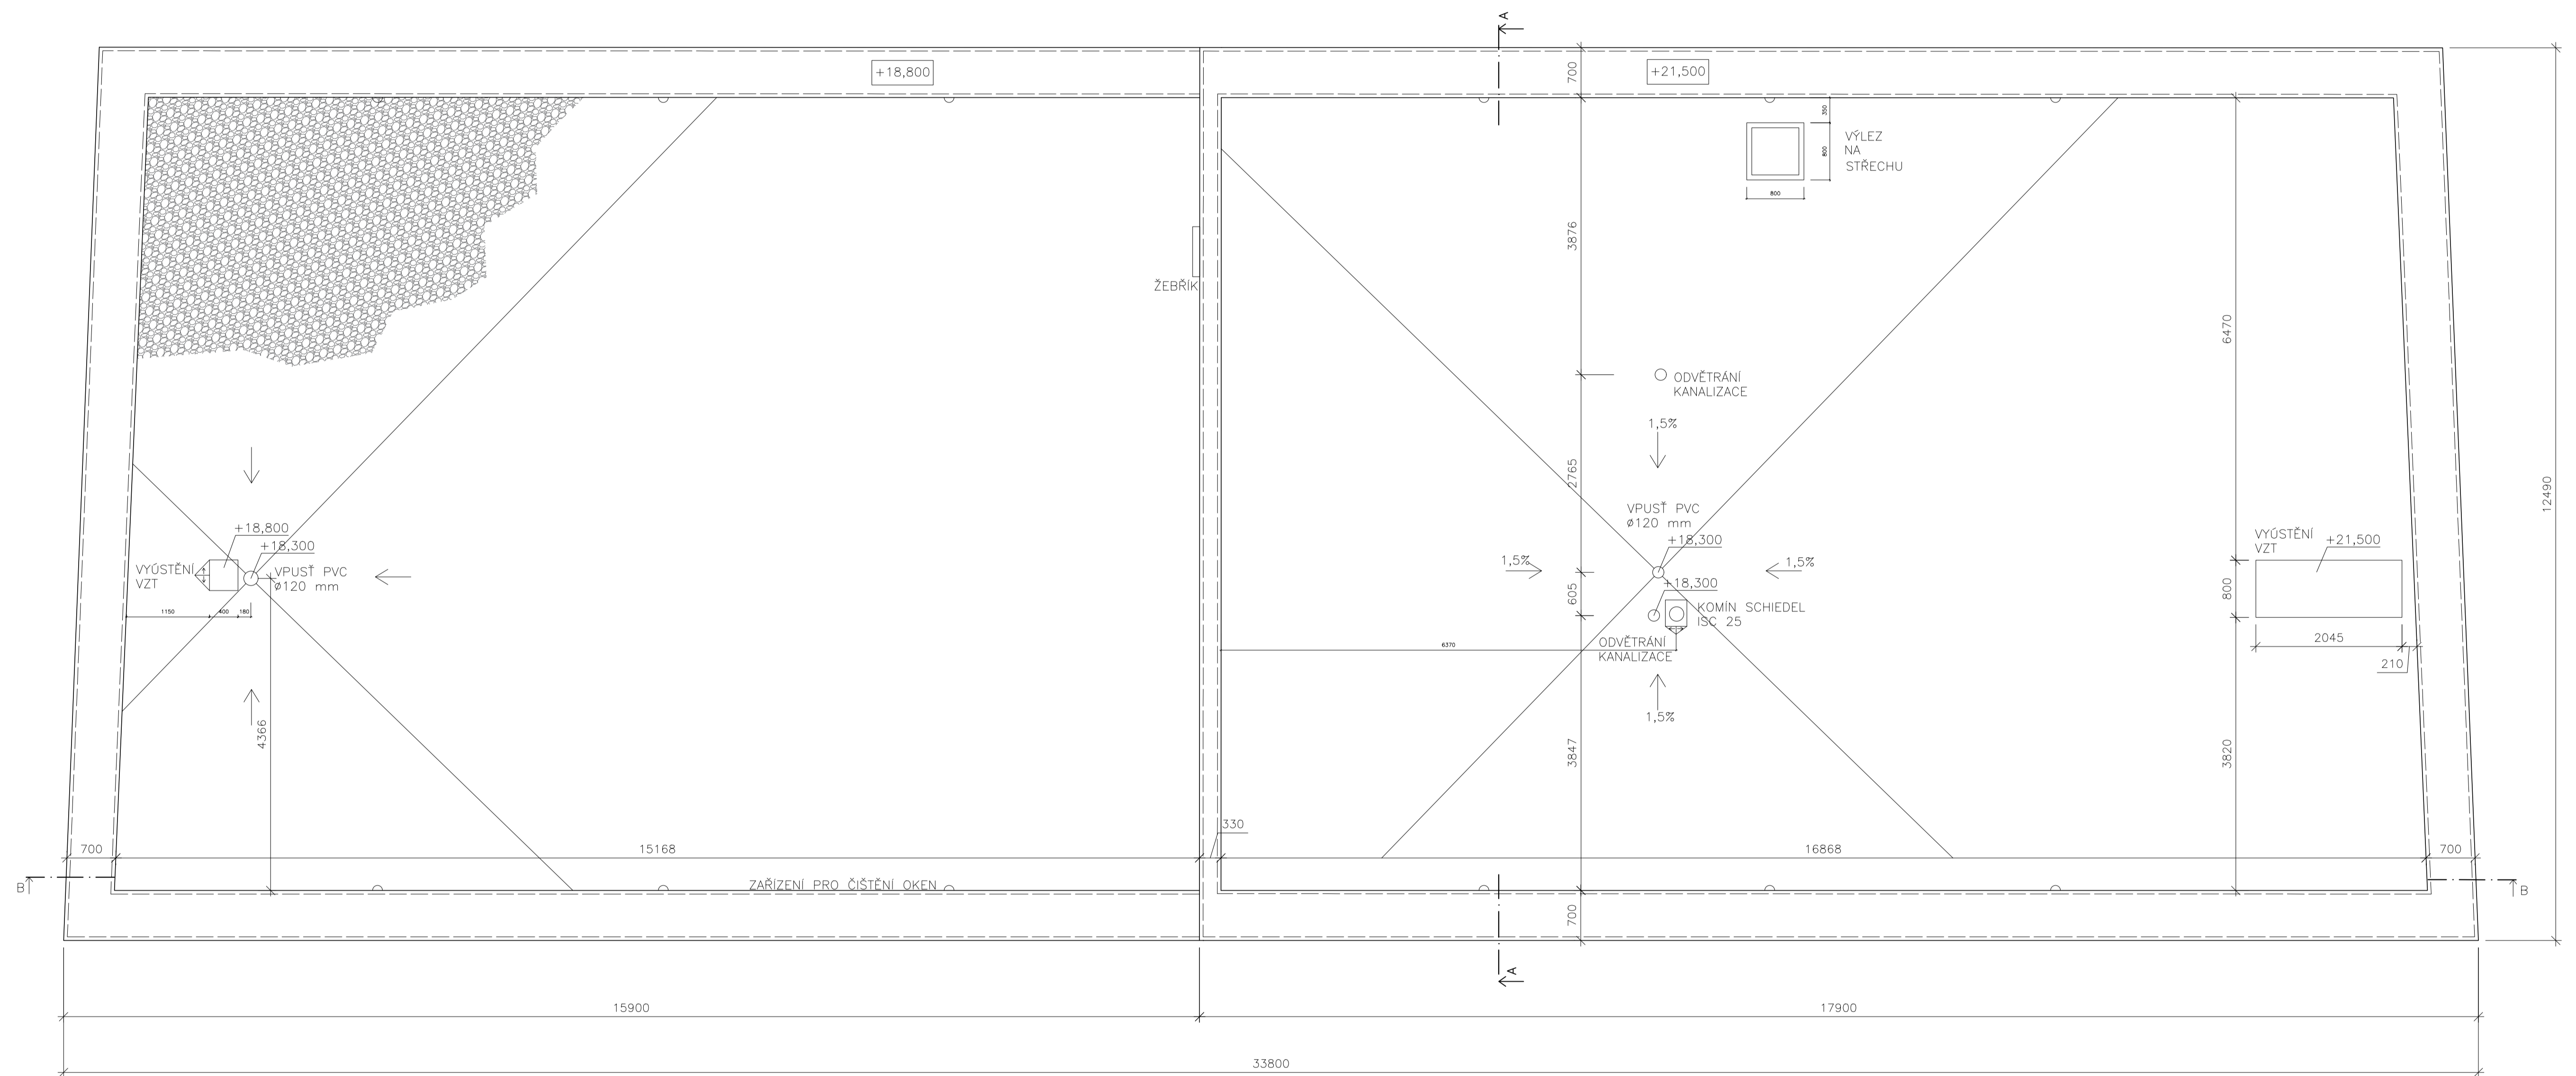 A
+18,800
+21,500
700
350
800
800
VÝLEZ
NA
STŘECHU
3876
ŽEBŘÍK
6470
ODVĚTRÁNÍ
KANALIZACE
1,5%
12490
2765
VPUSŤ PVC
ø120 mm
+18,300
+18,800
+18,300
VYÚSTĚNÍ
VZT
VPUSŤ PVC
ø120 mm
1,5%
1,5%
VYÚSTĚNÍ
VZT
+21,500
+18,300
605
800
KOMÍN SCHIEDEL
ISC 25
1150
400
180
ODVĚTRÁNÍ
KANALIZACE
6370
2045
210
1,5%
4366
3847
3820
330
700
15168
16868
700
B
ZAŘÍZENÍ PRO ČIŠTĚNÍ OKEN
B
700
A
15900
17900
33800